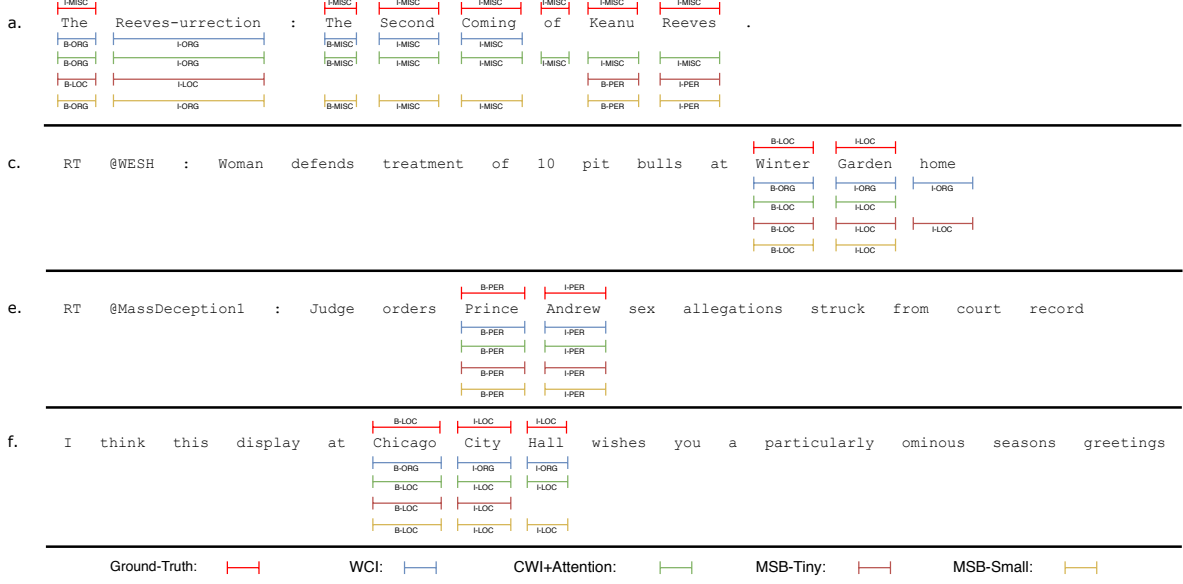 I-MISC I-MISC I-MISC I-MISC I-MISC I-MISC I-MISC
a. The Reeves-urrection : The Second Coming of Keanu Reeves .
B-ORG I-ORG B-MISC I-MISC I-MISC
B-ORG I-ORG B-MISC I-MISC I-MISC I-MISC I-MISC I-MISC
B-LOC I-LOC B-PER I-PER
B-ORG I-ORG B-MISC I-MISC I-MISC B-PER I-PER
B-LOC I-LOC
c. RT @WESH : Woman defends treatment of 10 pit bulls at Winter Garden home
B-ORG I-ORG I-ORG
B-LOC I-LOC
B-LOC I-LOC I-LOC
B-LOC I-LOC
B-PER I-PER
e. RT @MassDeception1 : Judge orders Prince Andrew sex allegations struck from court record
B-PER I-PER
B-PER I-PER
B-PER I-PER
B-PER I-PER
B-LOC I-LOC I-LOC
f. I think this display at Chicago City Hall wishes you a particularly ominous seasons greetings
B-ORG I-ORG I-ORG
B-LOC I-LOC I-LOC
B-LOC I-LOC
B-LOC I-LOC I-LOC
Ground-Truth: WCI: CWI+Attention: MSB-Tiny: MSB-Small: